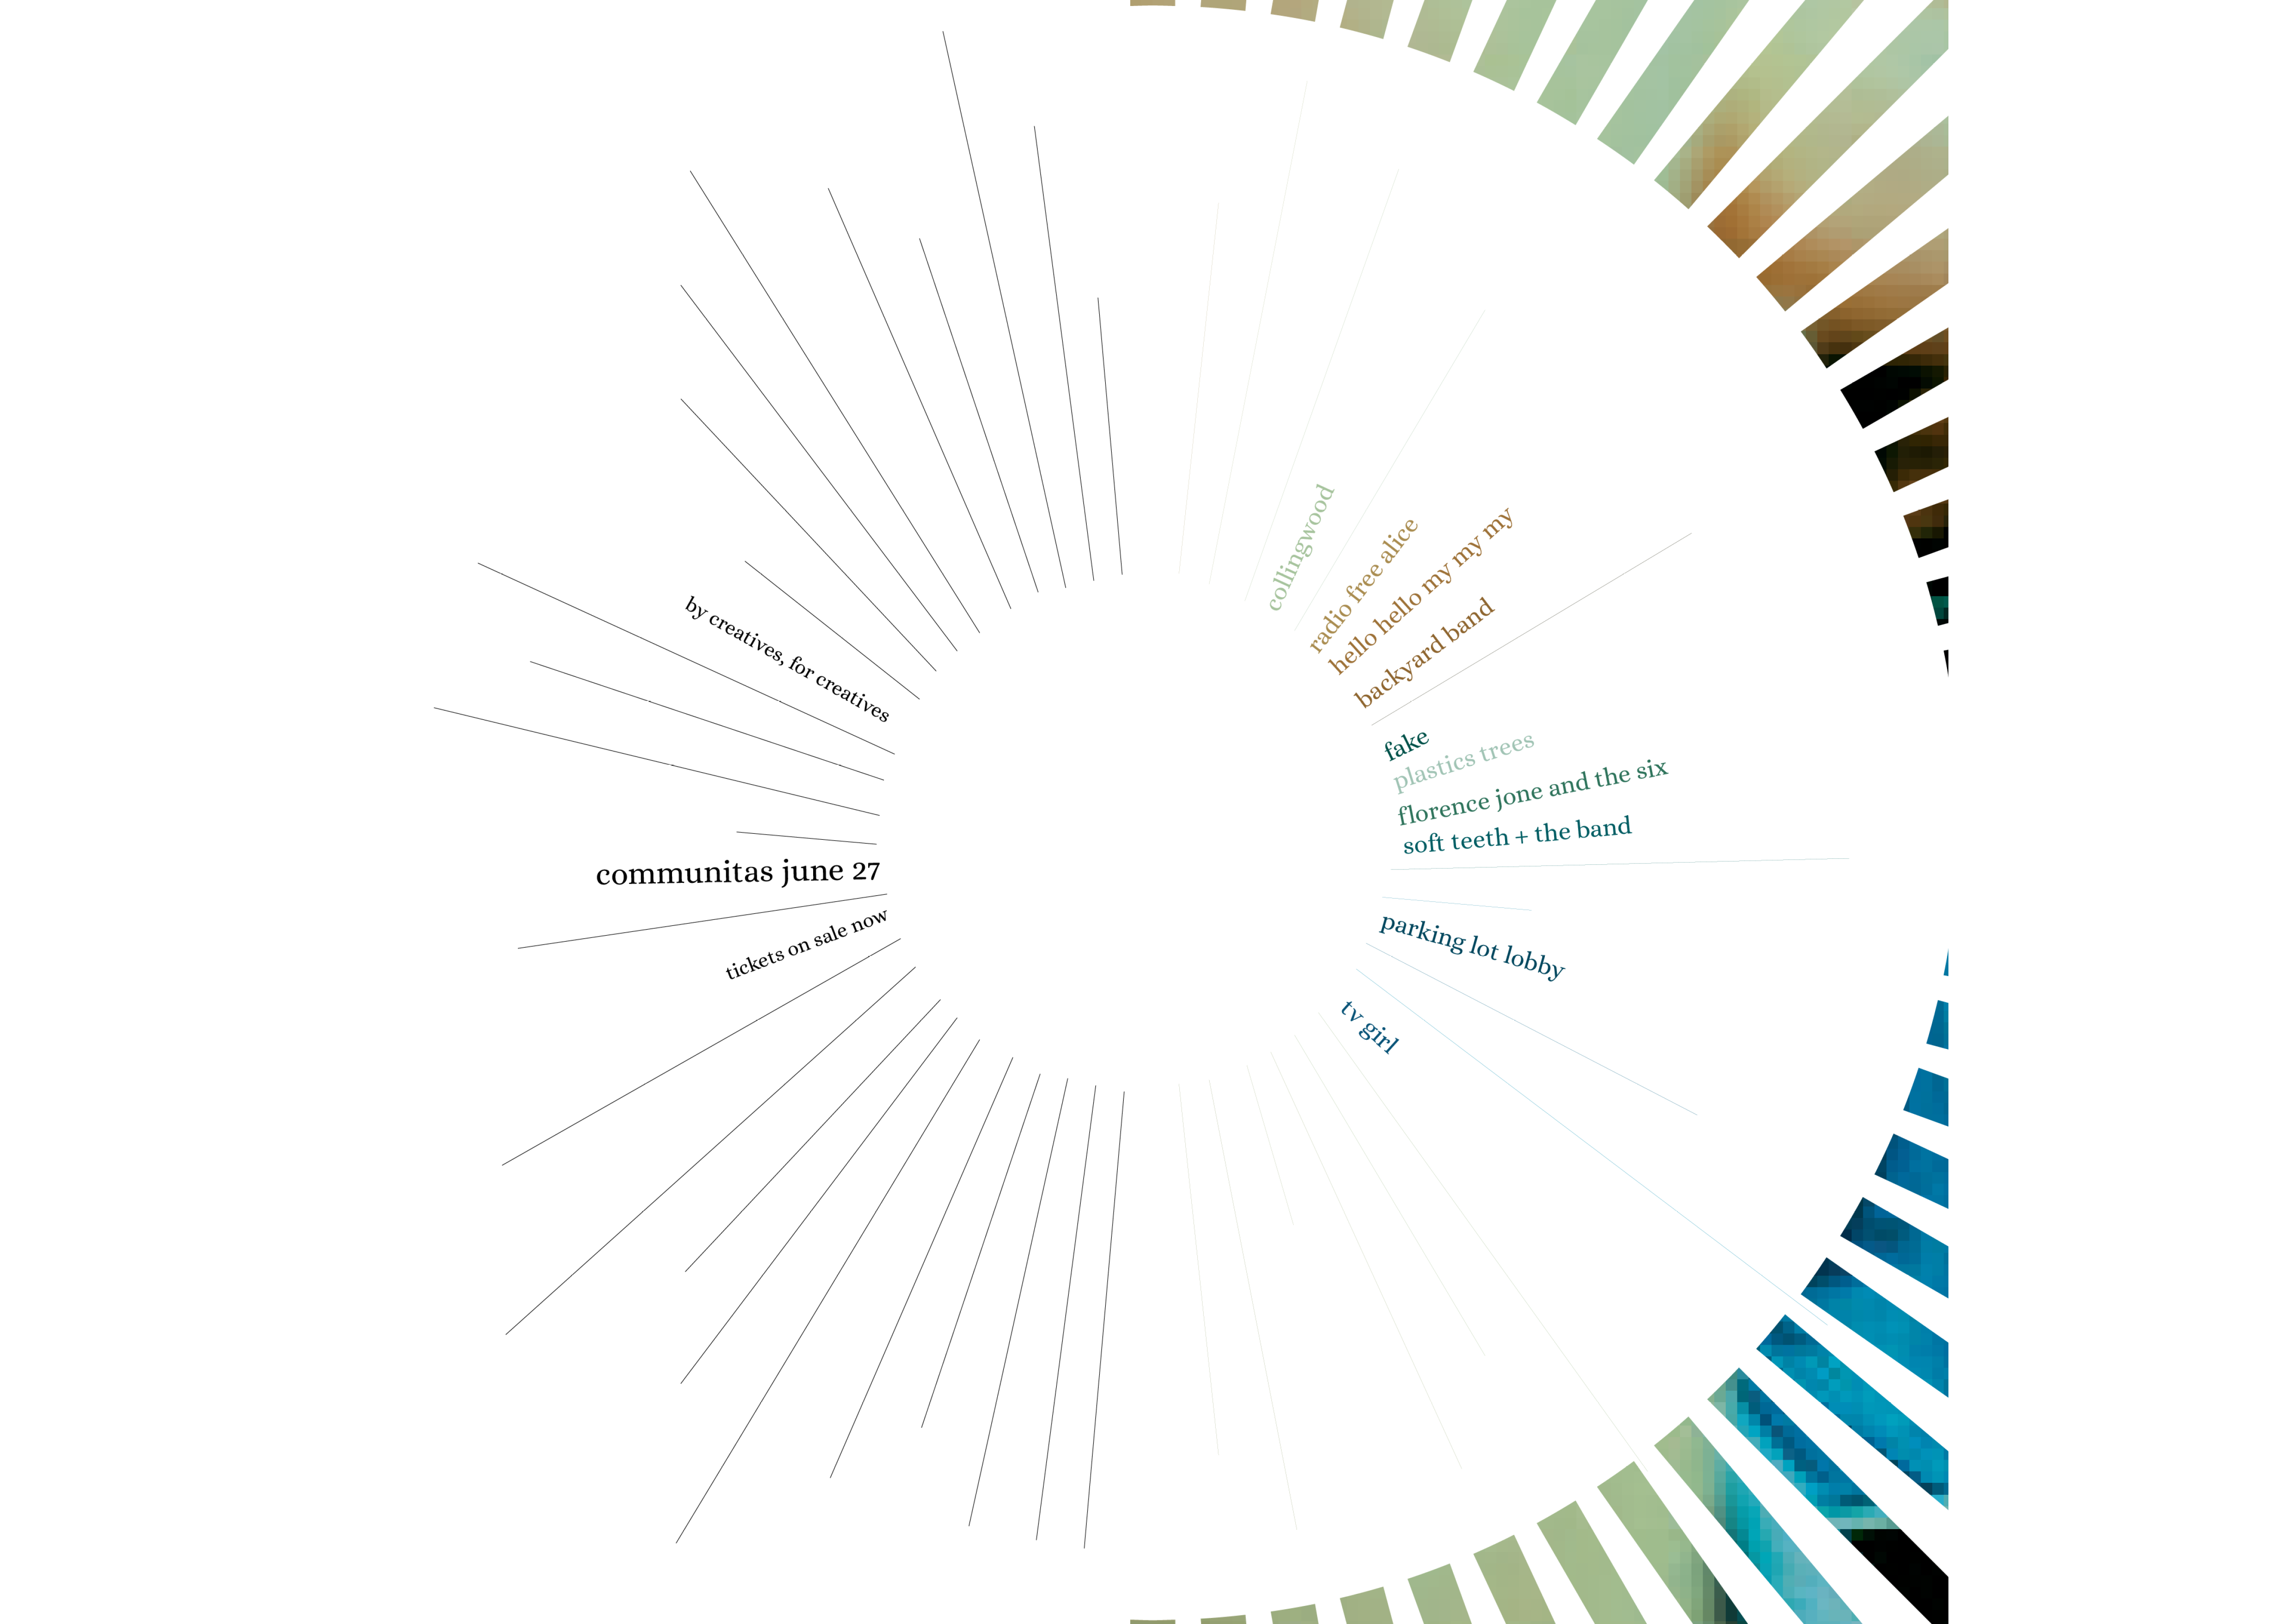 by creatives, for creatives
communitas june 27
tickets on sale now
collingwood
radio free alice
hello hello my my my
backyard band
fake
plastics trees
florence jone and the six
soft teeth + the band
parking lot lobby
tv girl